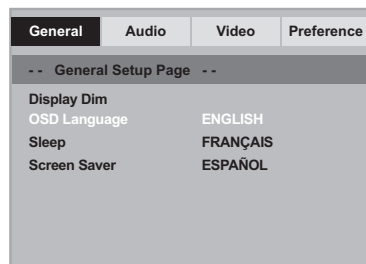 General Audio Video Preference
- - General Setup Page - -
Display Dim
OSD Language ENGLISH
Sleep FRANÇAIS
Screen Saver ESPAÑOL